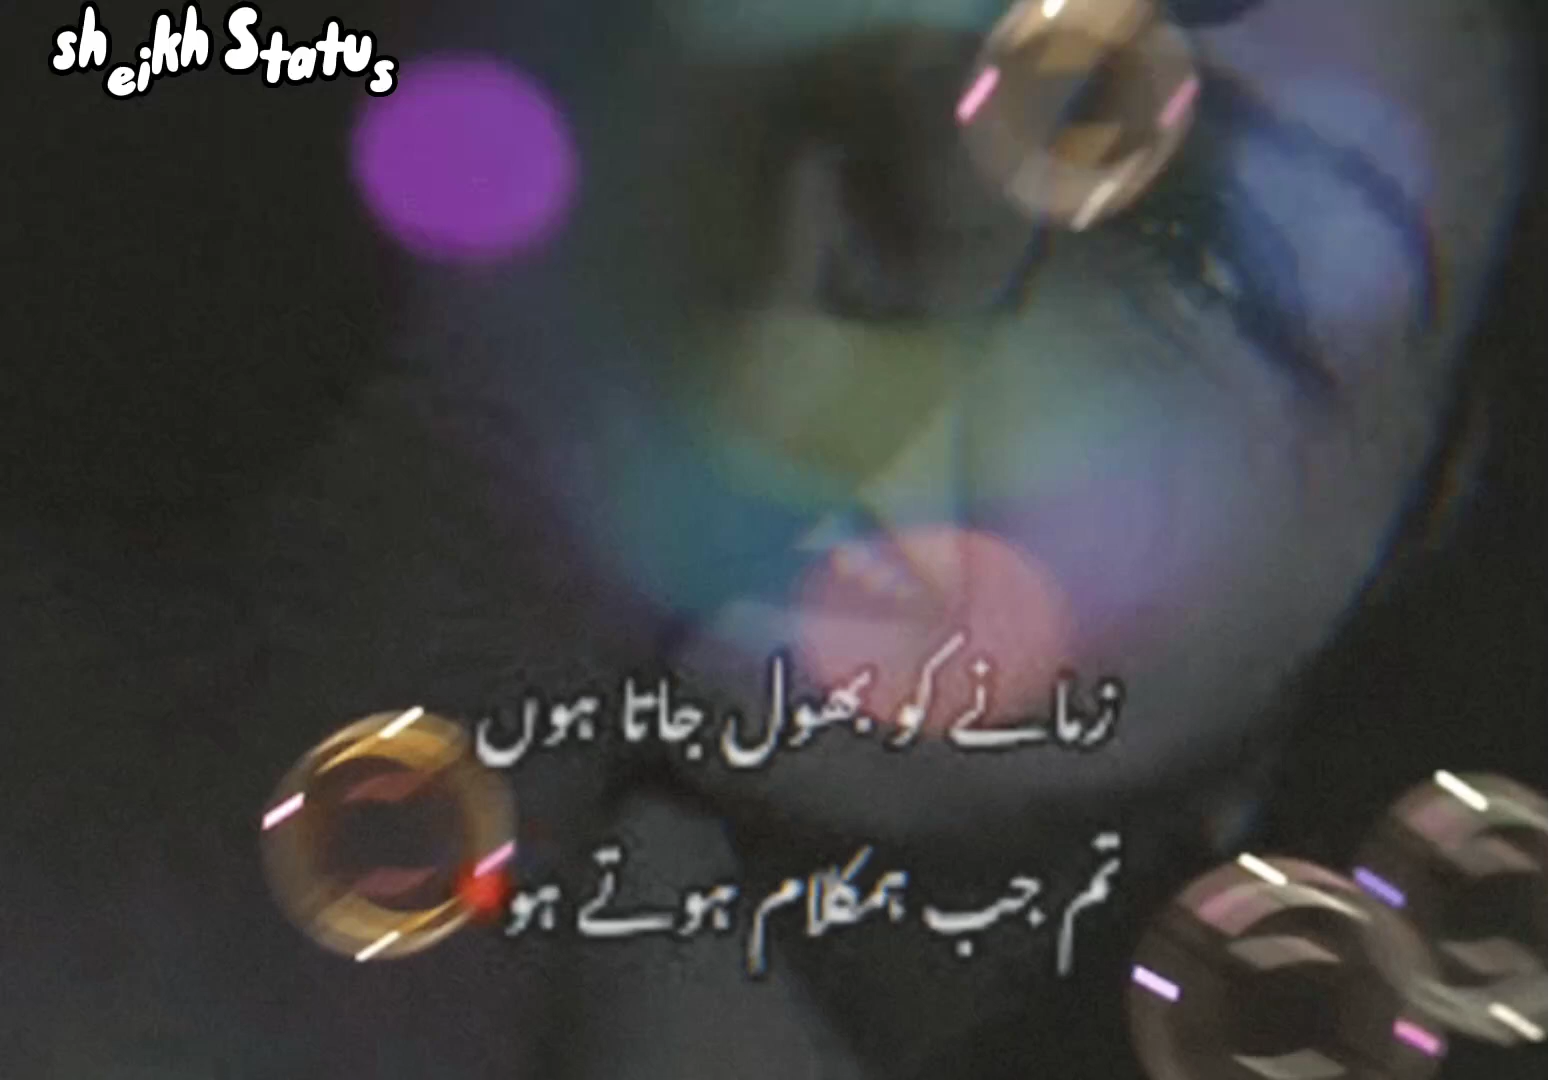 sheikh Status
زمانے کو بھول جاتا ہوں
تم جب ہمکلام ہوتے ہو